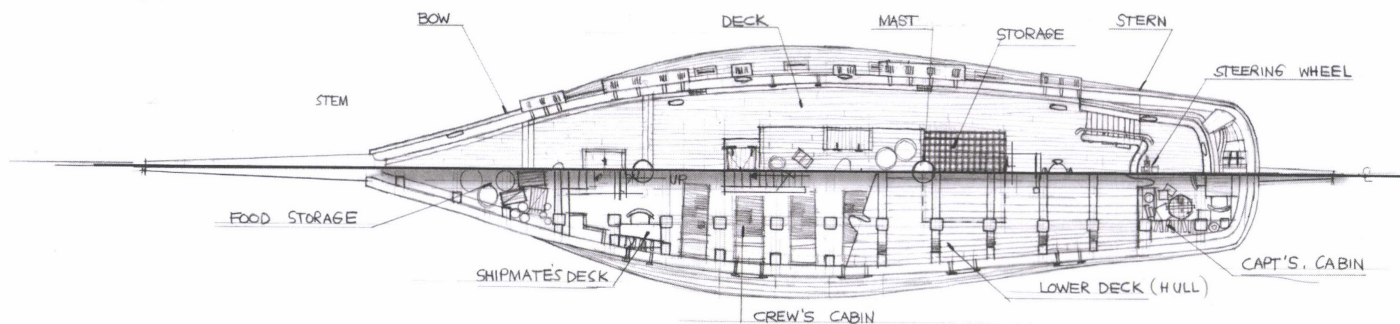 BOW
DECK
MAST
STORAGE
STERN
STEERING WHEEL
STEM
UP
FOOD STORAGE
SHIPMATE'S DESK
CREW'S CABIN
LOWER DECK (HULL)
CAPT'S. CABIN